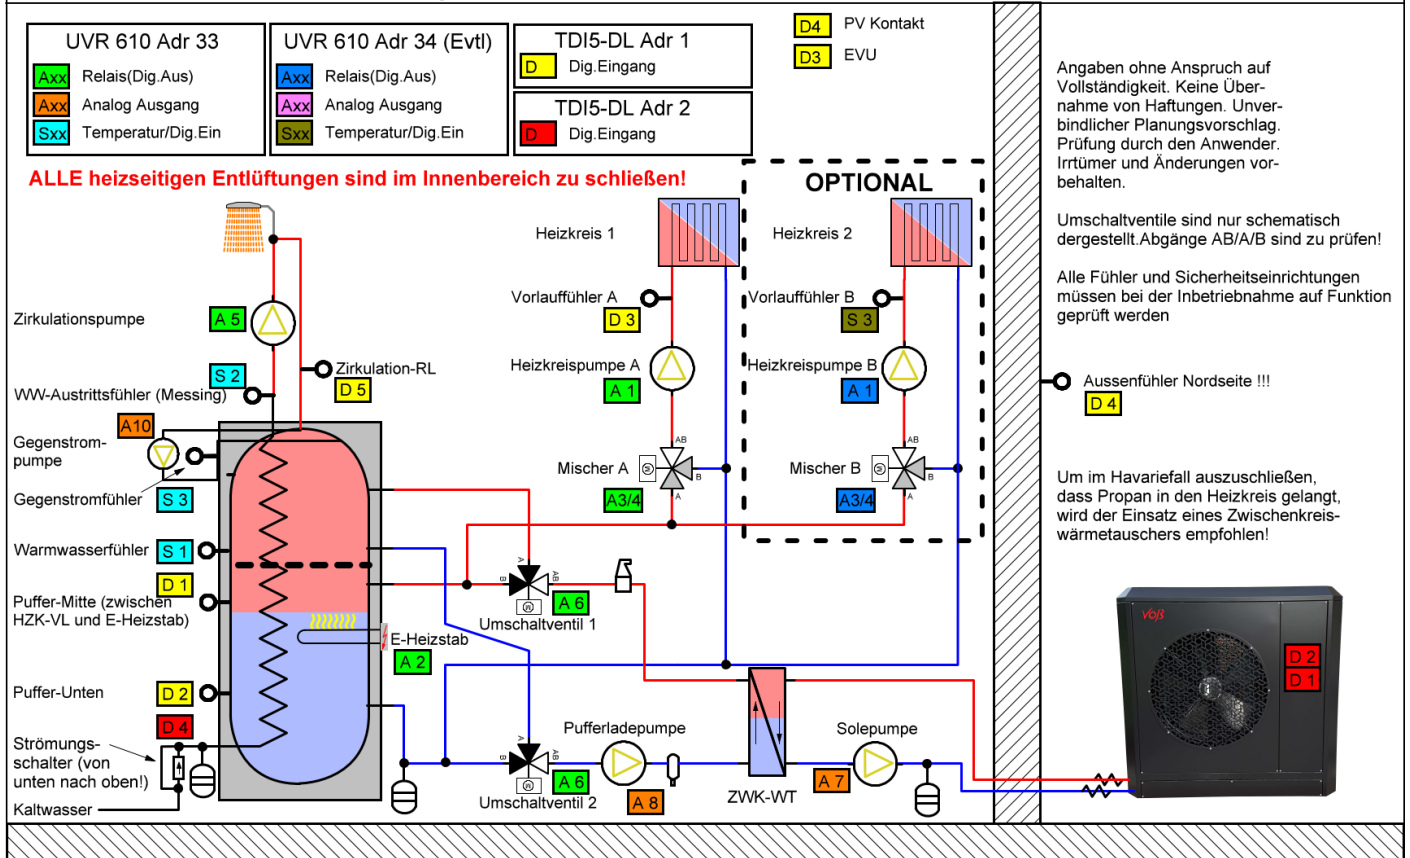 UVR 610 Adr 33
Axx Relais(Dig.Aus)
Axx Analog Ausgang
Sxx Temperatur/Dig.Ein
UVR 610 Adr 34 (Evtl)
Axx Relais(Dig.Aus)
Axx Analog Ausgang
Sxx Temperatur/Dig.Ein
TDI5-DL Adr 1
D Dig.Eingang
TDI5-DL Adr 2
D Dig.Eingang
D4 PV Kontakt
D3 EVU
ALLE heizseitigen Entlüftungen sind im Innenbereich zu schließen!
OPTIONAL
Angaben ohne Anspruch auf
Vollständigkeit. Keine Über-
nahme von Haftungen. Unver-
bindlicher Planungsvorschlag.
Prüfung durch den Anwender.
Irrtümer und Änderungen vor-
behalten.
Umschaltventile sind nur schematisch
dergestellt.Abgänge AB/A/B sind zu prüfen!
Alle Fühler und Sicherheitseinrichtungen
müssen bei der Inbetriebnahme auf Funktion
geprüft werden
Heizkreis 1
Heizkreis 2
Vorlauffühler A
D 3
Vorlauffühler B
S 3
Zirkulationspumpe
A 5
Heizkreispumpe A
A 1
Heizkreispumpe B
A 1
S 2
Zirkulation-RL
D 5
WW-Austrittsfühler (Messing)
Aussenfühler Nordseite !!!
D 4
A10
Gegenstrom-
pumpe
Gegenstromfühler
S 3
AB
Mischer A
M
B
A3/4
A
AB
Mischer B
M
B
A3/4
A
Um im Havariefall auszuschließen,
dass Propan in den Heizkreis gelangt,
wird der Einsatz eines Zwischenkreis-
wärmetauschers empfohlen!
Warmwasserfühler
S 1
D 1
Puffer-Mitte (zwischen
HZK-VL und E-Heizstab)
A
B
AB
M
A 6
Umschaltventil 1
E-Heizstab
A 2
Voß
D 2
D 1
Puffer-Unten
D 2
D 4
Strömungs-
schalter (von
unten nach oben!)
Kaltwasser
A
B
AB
M
A 6
Umschaltventil 2
Pufferladepumpe
A 8
ZWK-WT
Solepumpe
A 7